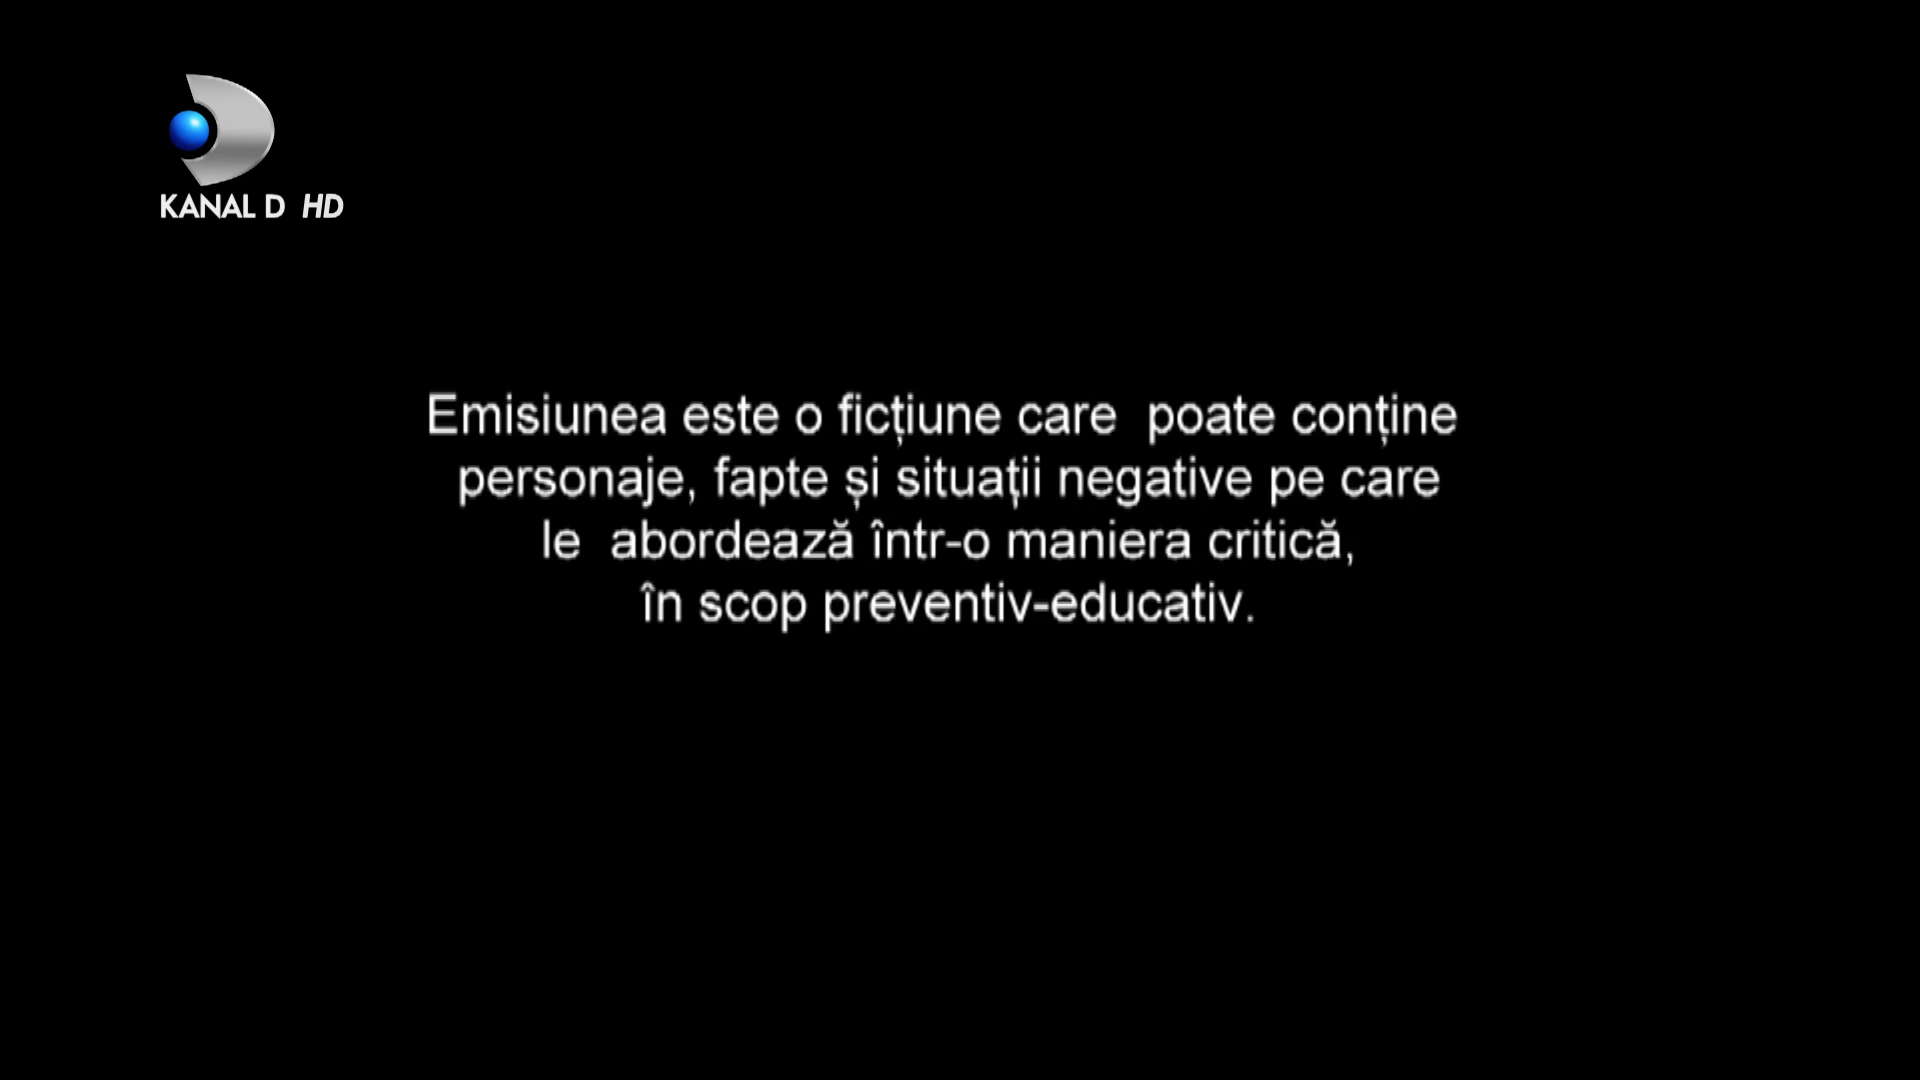 KANAL D HD
Emisiunea este o ficțiune care poate conține
personaje, fapte și situații negative pe care
le abordează într-o maniera critică,
în scop preventiv-educativ.